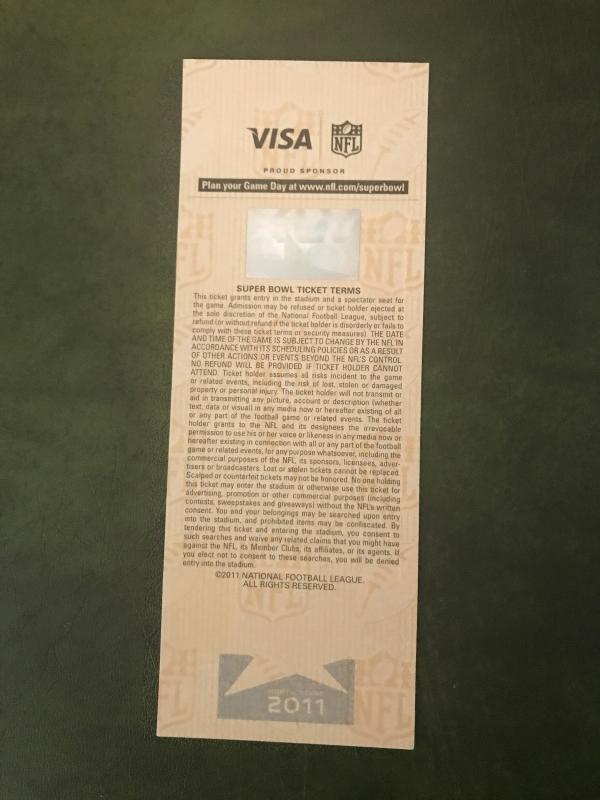 VISA NFL
PROUD SPONSOR
Plan your Game Day at www.nfl.com/superbowl
SUPER BOWL TICKET TERMS
This ticket grants entry in the stadium and a spectator seat for
the game. Admission may be refused or ticket holder ejected at
the sole discretion of the National Football League, subject to
refund (or without refund if the ticket holder is disorderly or fails to
comply with these ticket terms or security measures). THE DATE
AND TIME OF THE GAME IS SUBJECT TO CHANGE BY THE NFL IN
ACCORDANCE WITH ITS SCHEDULING POLICIES OR AS A RESULT
OF OTHER ACTIONS OR EVENTS BEYOND THE NFL'S CONTROL.
NO REFUND WILL BE PROVIDED IF TICKET HOLDER CANNOT
ATTEND. Ticket holder assumes all risks incident to the game
or related events, including the risk of lost, stolen or damaged
property or personal injury. The ticket holder will not transmit or
aid in transmitting any picture, account or description (whether
text, data or visual) in any media now or hereafter existing of all
or any part of the football game or related events. The ticket
holder grants to the NFL and its designees the irrevocable
permission to use his or her voice or likeness in any media now or
hereafter existing in connection with all or any part of the football
game or related events, for any purpose whatsoever, including the
commercial purposes of the NFL, its sponsors, licensees, adver-
tisers or broadcasters. Lost or stolen tickets cannot be replaced.
Scalped or counterfeit tickets may not be honored. No one holding
this ticket may enter the stadium or otherwise use this ticket for
advertising, promotion or other commercial purposes (including
contests, sweepstakes and giveaways) without the NFL's written
consent. You and your belongings may be searched upon entry
into the stadium, and prohibited items may be confiscated. By
tendering this ticket and entering the stadium, you consent to
such searches and waive any related claims that you might have
against the NFL, its Member Clubs, its affiliates, or its agents. If
you elect not to consent to these searches, you will be denied
entry into the stadium.
©2011 NATIONAL FOOTBALL LEAGUE.
ALL RIGHTS RESERVED.
NFL
NFL
NFL
NFL
2011
NFL